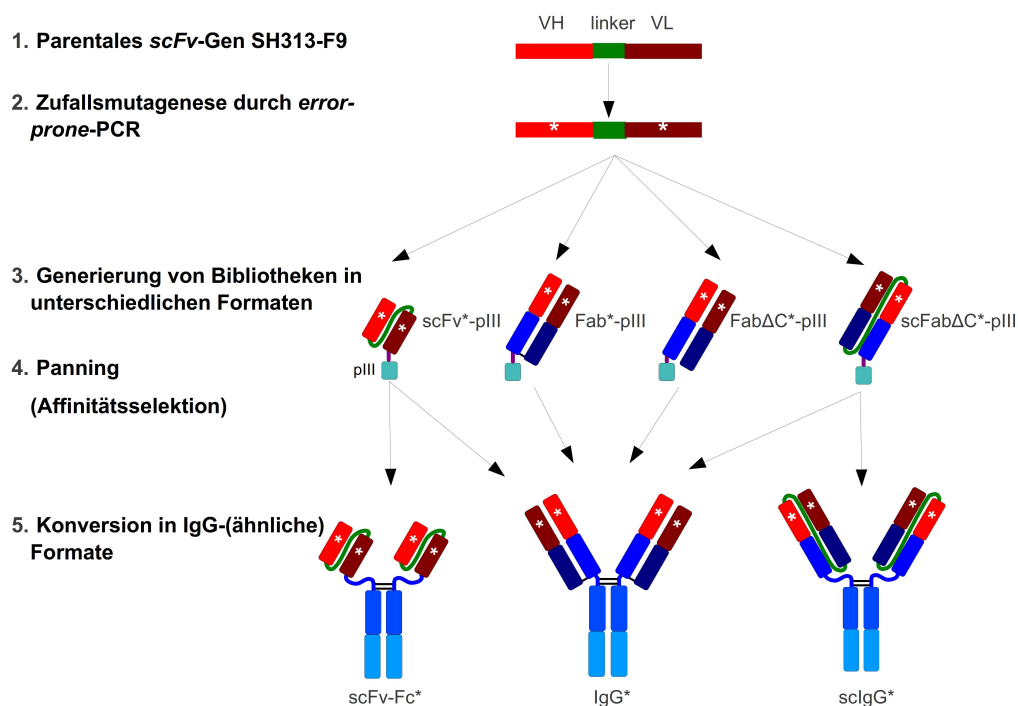 VH linker VL
1. Parentales scFv-Gen SH313-F9
2. Zufallsmutagenese durch error-
prone-PCR
* *
3. Generierung von Bibliotheken in
unterschiedlichen Formaten
scFv*-pIII
Fab*-pIII
FabΔC*-pIII
scFabΔC*-pIII
pIII
4. Panning
(Affinitätsselektion)
5. Konversion in IgG-(ähnliche)
Formate
scFv-Fc*
IgG*
scIgG*